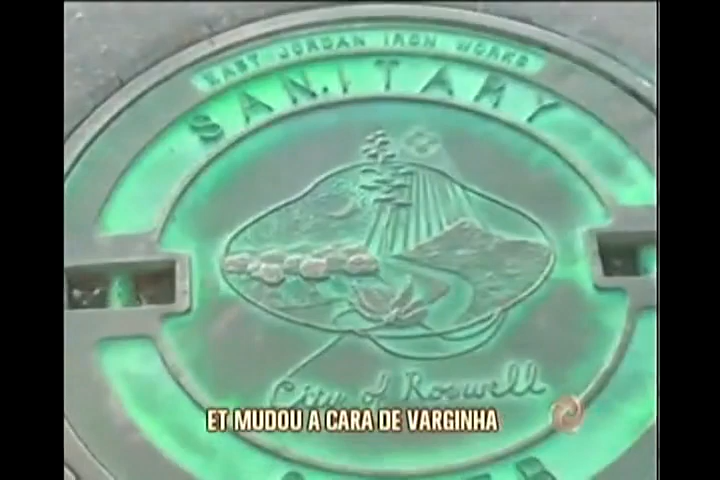 EAST JORDAN IRON WORKS
SANITARY
City of Roswell
ET MUDOU A CARA DE VARGINHA